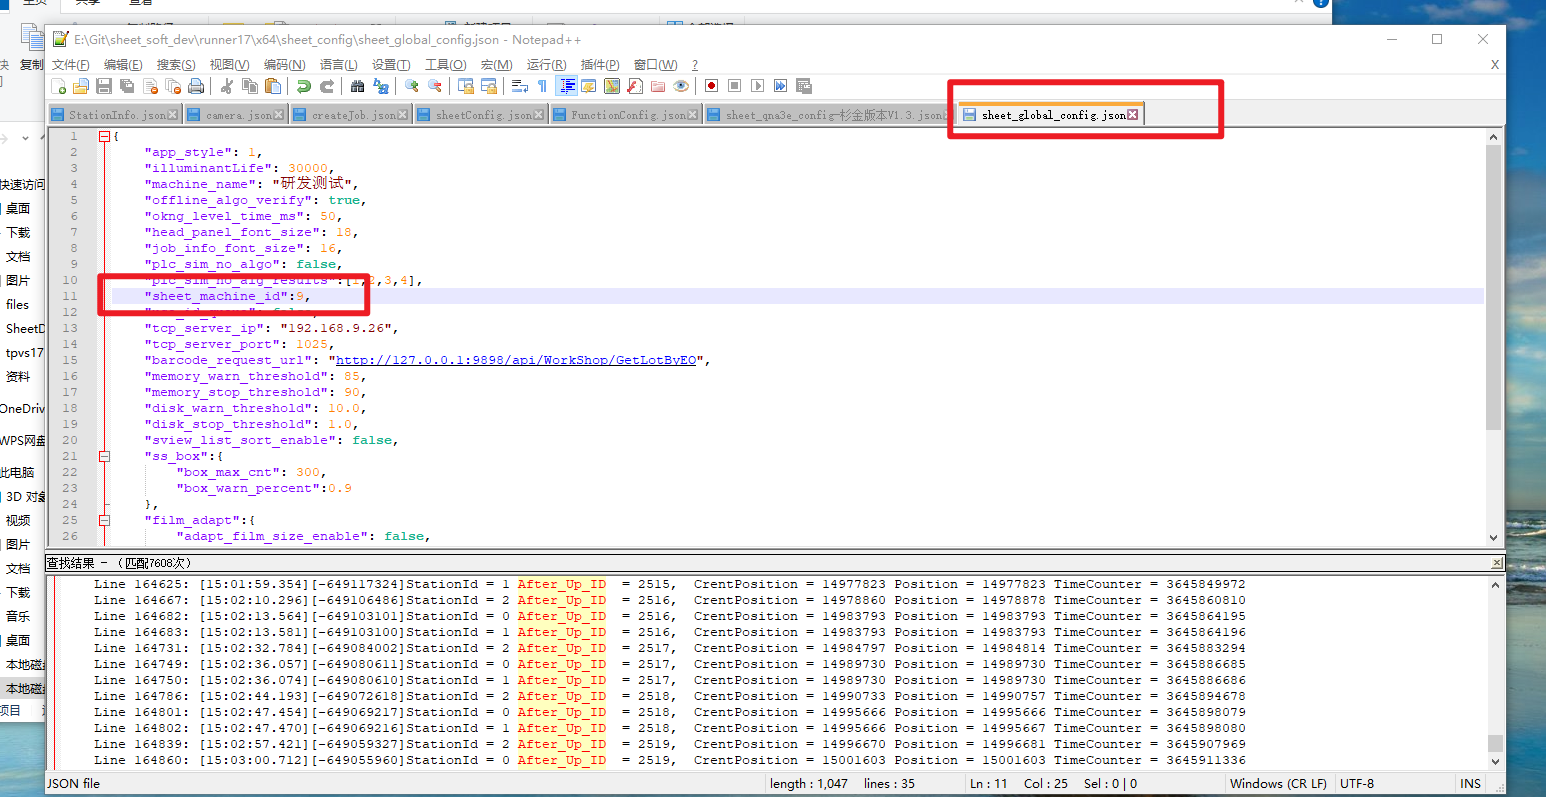 主页 共享 查看
复制
E:\Git\sheet_soft_dev\runner17\x64\sheet_config\sheet_global_config.json - Notepad++
文件(F) 编辑(E) 搜索(S) 视图(V) 编码(N) 语言(L) 设置(T) 工具(O) 宏(M) 运行(R) 插件(P) 窗口(W) ? X
StationInfo.json camera.json createJob.json sheetConfig.json FunctionConfig.json sheet_qna3e_config-杉金版本V1.3.json sheet_global_config.json
1 {
2 "app_style": 1,
3 "illuminantLife": 30000,
4 "machine_name": "研发测试",
5 "offline_algo_verify": true,
6 "okng_level_time_ms": 50,
7 "head_panel_font_size": 18,
8 "job_info_font_size": 16,
9 "plc_sim_no_algo": false,
10 "plc_sim_no_alg_results":[1,2,3,4],
11 "sheet_machine_id":9,
12 false,
13 "tcp_server_ip": "192.168.9.26",
14 "tcp_server_port": 1025,
15 "barcode_request_url": "http://127.0.0.1:9898/api/WorkShop/GetLotByEO",
16 "memory_warn_threshold": 85,
17 "memory_stop_threshold": 90,
18 "disk_warn_threshold": 10.0,
19 "disk_stop_threshold": 1.0,
20 "sview_list_sort_enable": false,
21 "ss_box":{
22 "box_max_cnt": 300,
23 "box_warn_percent":0.9
24 },
25 "film_adapt":{
26 "adapt_film_size_enable": false,
快速访问
桌面
下载
文档
图片
files
SheetD
tpvs17
资料
OneDriv
WPS网盘
此电脑
3D 对象
视频
图片
文档
下载
音乐
桌面
本地磁盘
本地磁盘
项目
查找结果 - （匹配7608次）
Line 164625: [15:01:59.354][-649117324]StationId = 1 After_Up_ID = 2515, CrentPosition = 14977823 Position = 14977823 TimeCounter = 3645849972
Line 164667: [15:02:10.296][-649106486]StationId = 2 After_Up_ID = 2516, CrentPosition = 14978860 Position = 14978878 TimeCounter = 3645860810
Line 164682: [15:02:13.564][-649103101]StationId = 0 After_Up_ID = 2516, CrentPosition = 14983793 Position = 14983793 TimeCounter = 3645864195
Line 164683: [15:02:13.581][-649103100]StationId = 1 After_Up_ID = 2516, CrentPosition = 14983793 Position = 14983793 TimeCounter = 3645864196
Line 164731: [15:02:32.784][-649084002]StationId = 2 After_Up_ID = 2517, CrentPosition = 14984797 Position = 14984814 TimeCounter = 3645883294
Line 164749: [15:02:36.057][-649080611]StationId = 0 After_Up_ID = 2517, CrentPosition = 14989730 Position = 14989730 TimeCounter = 3645886685
Line 164750: [15:02:36.074][-649080610]StationId = 1 After_Up_ID = 2517, CrentPosition = 14989730 Position = 14989730 TimeCounter = 3645886686
Line 164786: [15:02:44.193][-649072618]StationId = 2 After_Up_ID = 2518, CrentPosition = 14990733 Position = 14990757 TimeCounter = 3645894678
Line 164801: [15:02:47.454][-649069217]StationId = 0 After_Up_ID = 2518, CrentPosition = 14995666 Position = 14995666 TimeCounter = 3645898079
Line 164802: [15:02:47.470][-649069216]StationId = 1 After_Up_ID = 2518, CrentPosition = 14995666 Position = 14995667 TimeCounter = 3645898080
Line 164839: [15:02:57.421][-649059327]StationId = 2 After_Up_ID = 2519, CrentPosition = 14996670 Position = 14996681 TimeCounter = 3645907969
Line 164860: [15:03:00.712][-649055960]StationId = 0 After_Up_ID = 2519, CrentPosition = 15001603 Position = 15001603 TimeCounter = 3645911336
JSON file length : 1,047 lines : 35 Ln : 11 Col : 25 Sel : 0 | 0 Windows (CR LF) UTF-8 INS